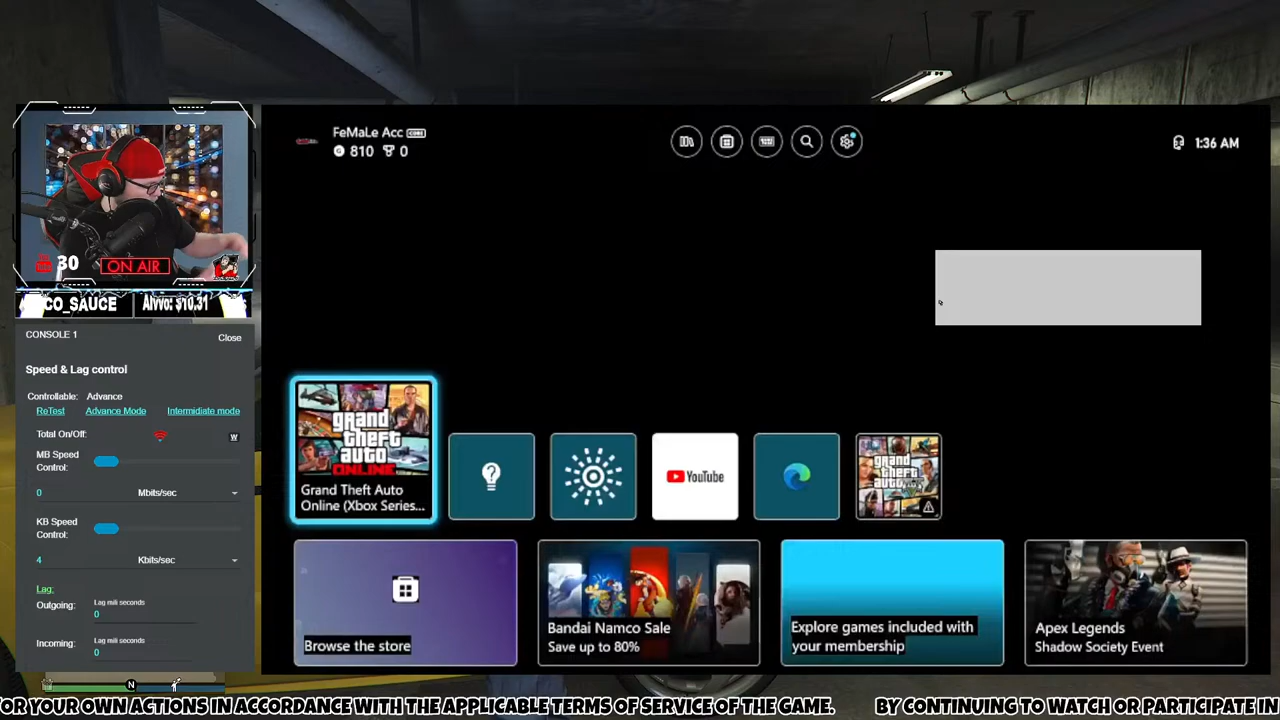 FeMaLe Acc CORE
G 810 0
1:36 AM
30
ON AIR
CO_SAUCE
Alvvo: $10.31
CONSOLE 1
Close
Speed & Lag control
Controllable: Advance
ReTest Advance Mode Intermidiate mode
Total On/Off:
W
MB Speed
Control:
0 Mbits/sec
KB Speed
Control:
4 Kbits/sec
Lag:
Outgoing:
Lag mili seconds
0
Incoming:
Lag mili seconds
0
N
grand
theft
auto
ONLINE
Grand Theft Auto
Online (Xbox Series...
YouTube
grand
theft
auto
Browse the store
Bandai Namco Sale
Save up to 80%
Explore games included with
your membership
Apex Legends
Shadow Society Event
OR YOUR OWN ACTIONS IN ACCORDANCE WITH THE APPLICABLE TERMS OF SERVICE OF THE GAME. BY CONTINUING TO WATCH OR PARTICIPATE IN